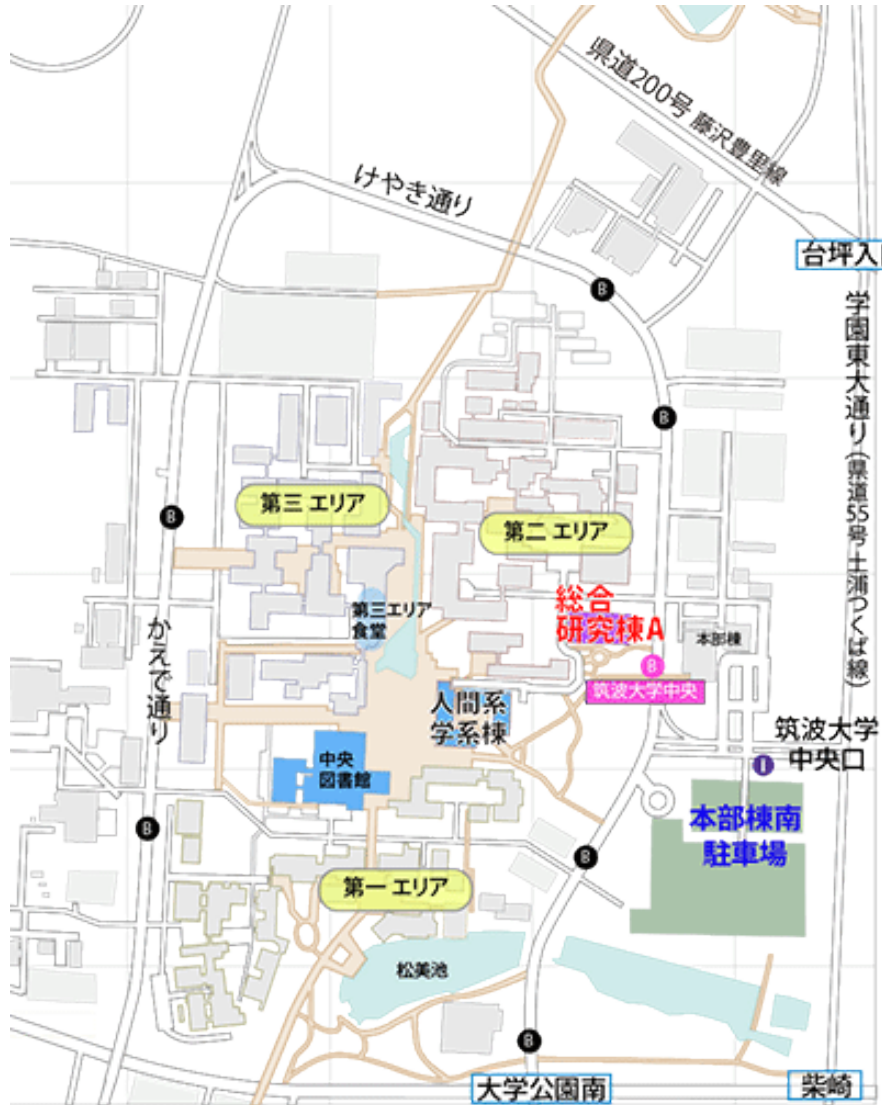 県道200号 藤沢豊里線
けやき通り
台坪入
B
学園東大通り(県道55号 土浦つくば線)
B
第三 エリア
B
第二 エリア
総合
研究棟A
第三エリア
食堂
本部棟
かえで通り
B
筑波大学中央
人間系
学系棟
筑波大学
中央口
中央
図書館
本部棟南
駐車場
B
B
第一 エリア
松美池
B
大学公園南
柴崎